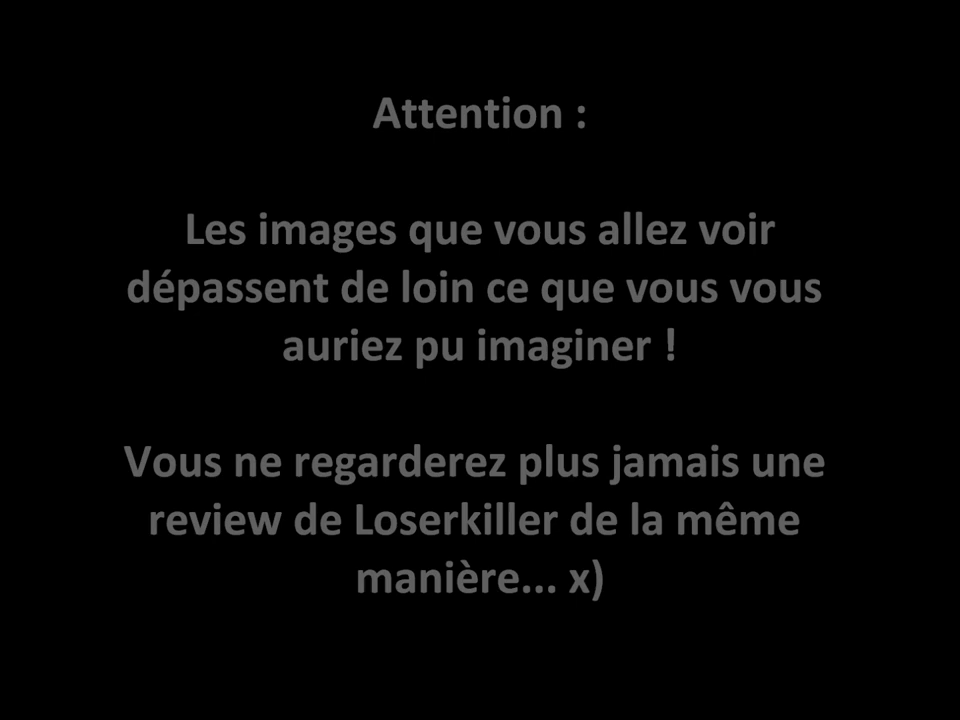 Attention :
Les images que vous allez voir
dépassent de loin ce que vous vous
auriez pu imaginer !
Vous ne regarderez plus jamais une
review de Loserkiller de la même
manière... x)